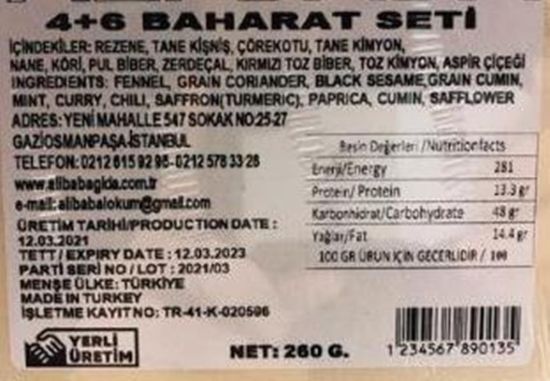 4+6 BAHARAT SETİ
İÇİNDEKİLER: REZENE, TANE KİŞNİŞ, ÇÖREKOTU, TANE KİMYON,
NANE, KÖRİ, PUL BİBER, ZERDEÇAL, KIRMIZI TOZ BİBER, TOZ KİMYON, ASPİR ÇİÇEĞİ
INGREDIENTS: FENNEL, GRAIN CORIANDER, BLACK SESAME,GRAIN CUMIN,
MINT, CURRY, CHILI, SAFFRON(TURMERIC), PAPRICA, CUMIN, SAFFLOWER
ADRES: YENİ MAHALLE 547 SOKAK NO:25-27
GAZİOSMANPAŞA-İSTANBUL
TELEFON: 0212 615 92 98-0212 578 33 28
www.alibabagida.com.tr
e-mail: alibabalokum@gmail.com
ÜRETİM TARİHİ/PRODUCTION DATE :
12.03.2021
TETT / EXPIRY DATE : 12.03.2023
PARTİ SERİ NO / LOT : 2021/03
MENŞE ÜLKE: TÜRKİYE
MADE IN TURKEY
İŞLETME KAYIT NO: TR-41-K-020596
Besin Değerleri /Nutritionfacts
Enerji/Energy 281
Protein/ Protein 13.3 gr
Karbonhidrat/Carbohydrate 48 gr
Yağlar/Fat 14.4 gr
100 GR ÜRÜN İÇİN GEÇERLİDİR / 100
YERLİ
ÜRETİM
NET: 260 G.
1 234567 890135